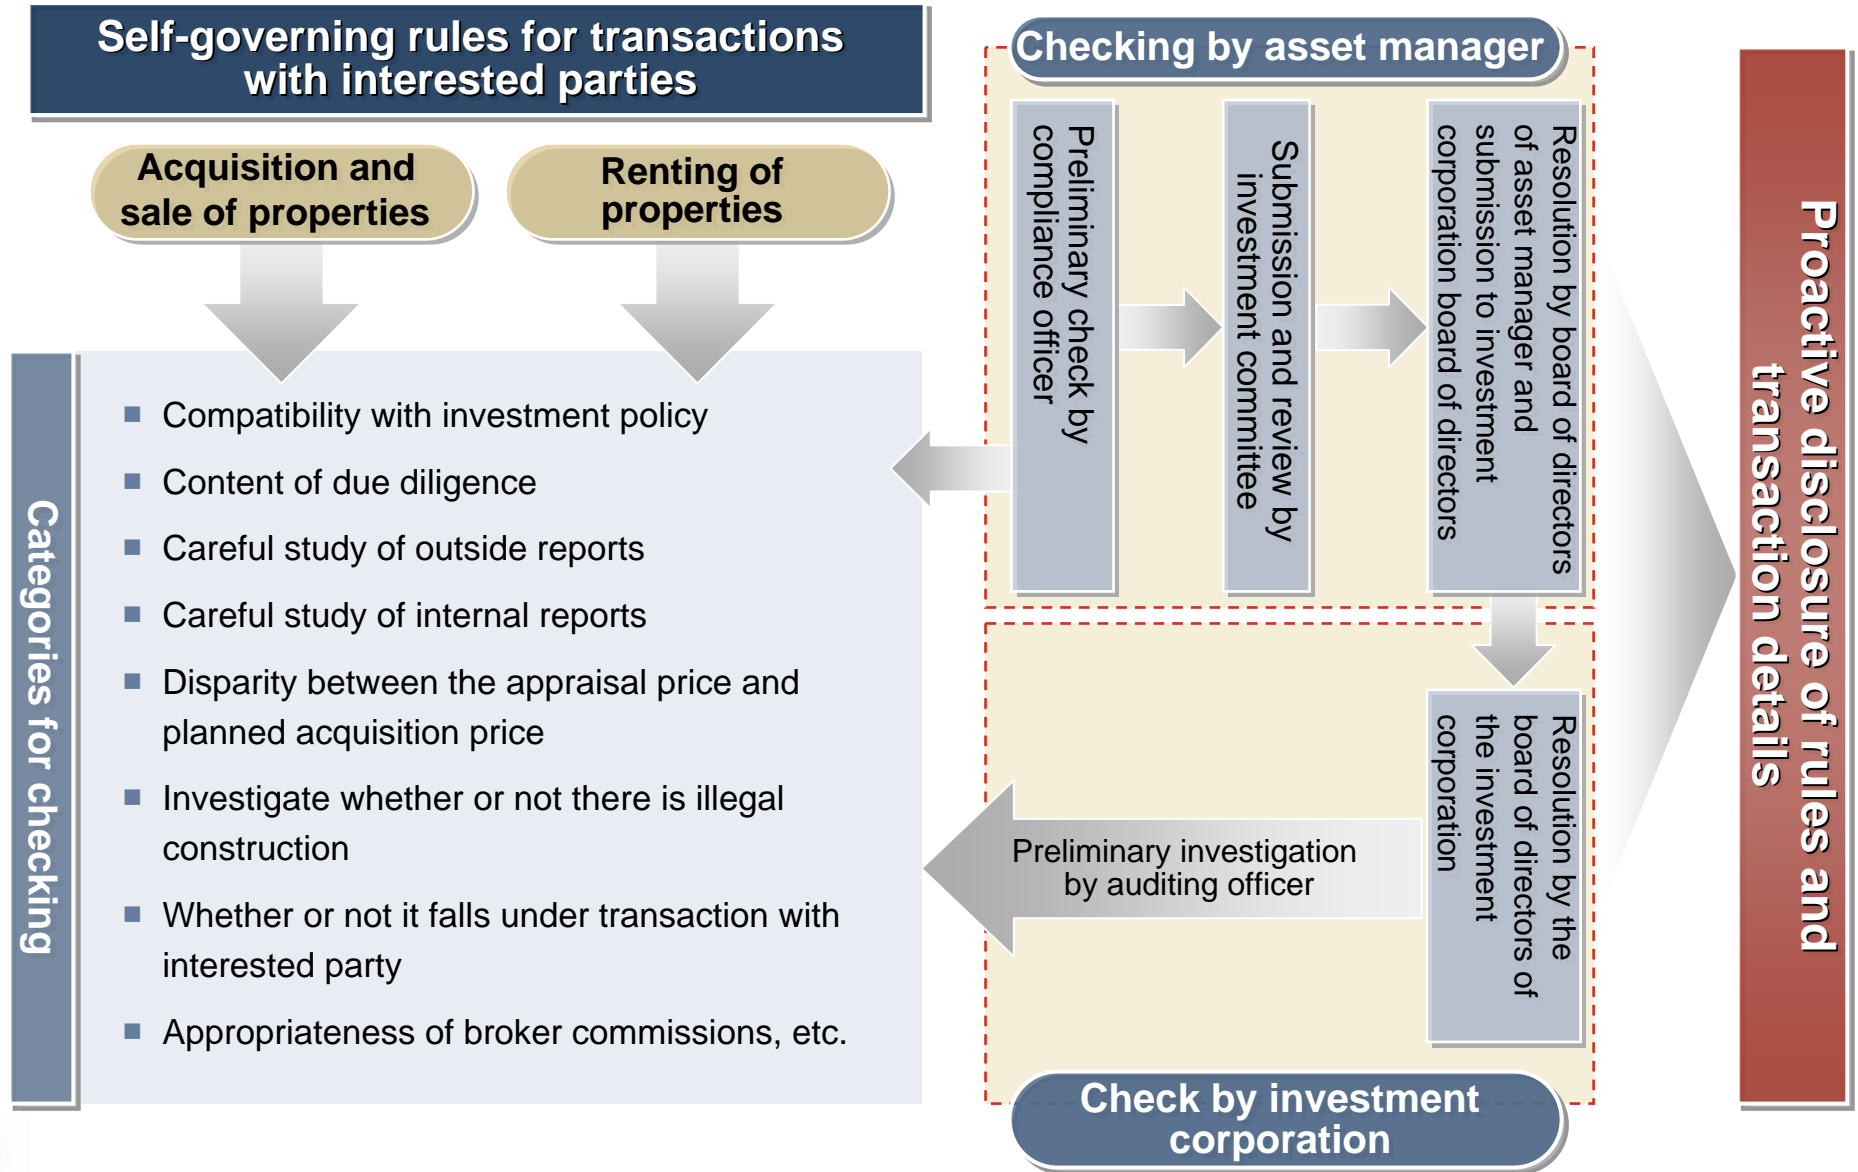 Self-governing rules for transactions
with interested parties
Acquisition and
sale of properties
Renting of
properties
Categories for checking
Compatibility with investment policy
Content of due diligence
Careful study of outside reports
Careful study of internal reports
Disparity between the appraisal price and
planned acquisition price
Investigate whether or not there is illegal
construction
Whether or not it falls under transaction with
interested party
Appropriateness of broker commissions, etc.
Checking by asset manager
Preliminary check by
compliance officer
Submission and review by
investment committee
Resolution by board of directors
of asset manager and
submission to investment
corporation board of directors
Resolution by the
board of directors of
the investment
corporation
Preliminary investigation
by auditing officer
Check by investment
corporation
Proactive disclosure of rules and
transaction details